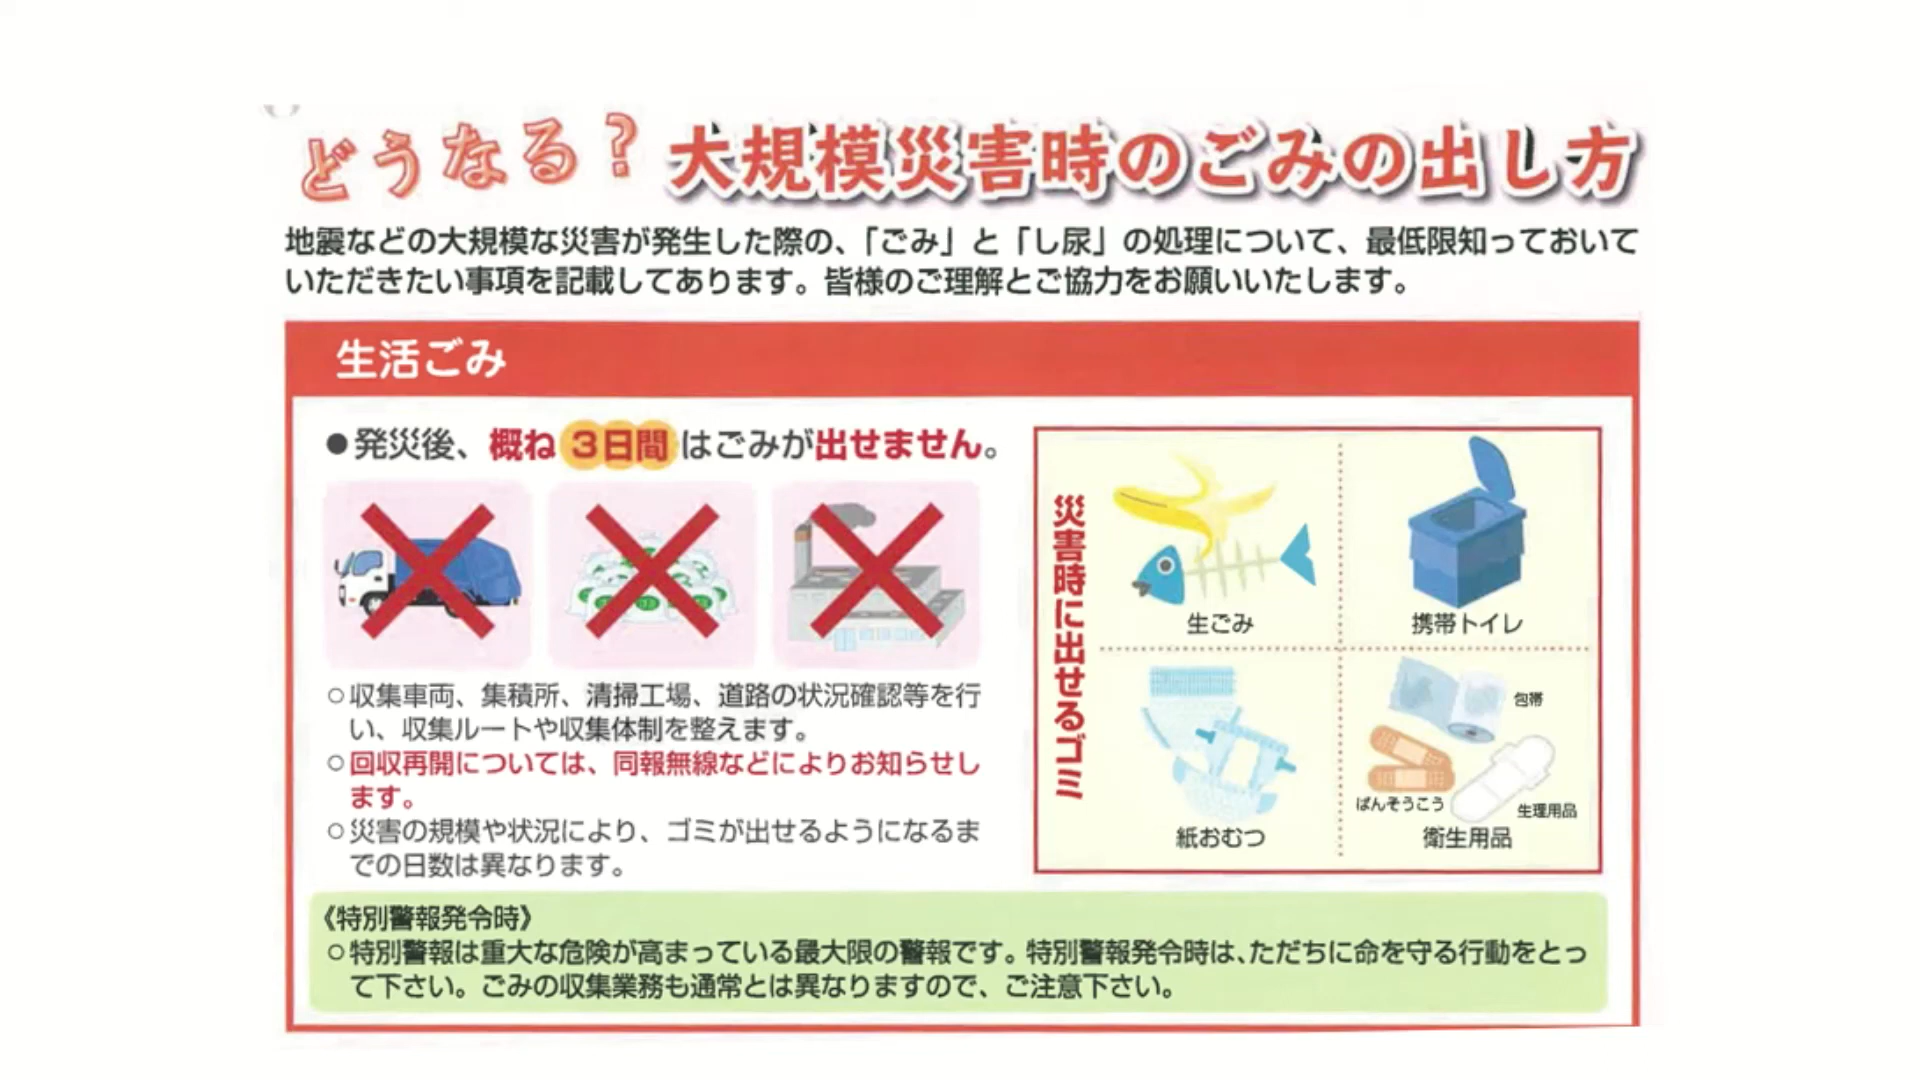 どうなる？大規模災害時のごみの出し方
地震などの大規模な災害が発生した際の、「ごみ」と「し尿」の処理について、最低限知っておいて
いただきたい事項を記載してあります。皆様のご理解とご協力をお願いいたします。
生活ごみ
●発災後、概ね３日間はごみが出せません。
○収集車両、集積所、清掃工場、道路の状況確認等を行
い、収集ルートや収集体制を整えます。
○回収再開については、同報無線などによりお知らせし
ます。
○災害の規模や状況により、ゴミが出せるようになるま
での日数は異なります。
災害時に出せるゴミ
生ごみ
携帯トイレ
紙おむつ
包帯
ばんそうこう
生理用品
衛生用品
《特別警報発令時》
○特別警報は重大な危険が高まっている最大限の警報です。特別警報発令時は、ただちに命を守る行動をとっ
て下さい。ごみの収集業務も通常とは異なりますので、ご注意下さい。